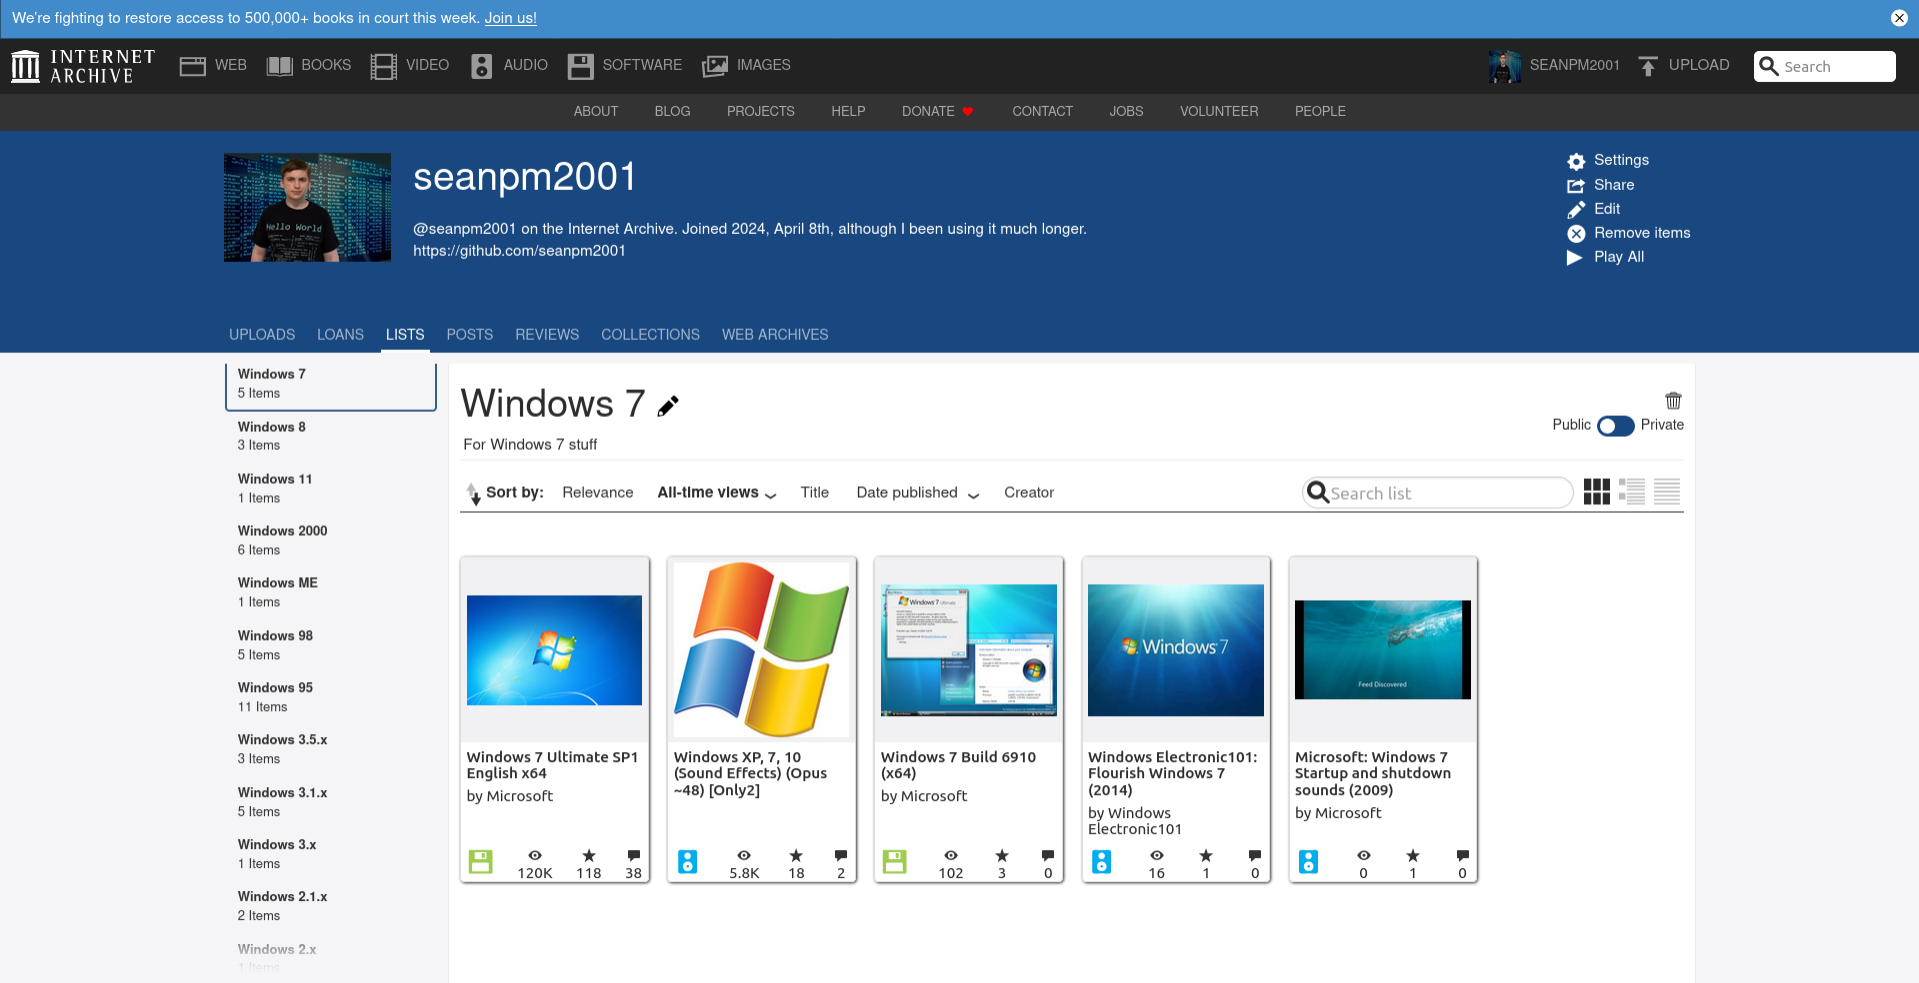 We're fighting to restore access to 500,000+ books in court this week. Join us!
INTERNET ARCHIVE
WEB BOOKS VIDEO AUDIO SOFTWARE IMAGES
SEANPM2001 UPLOAD Search
ABOUT BLOG PROJECTS HELP DONATE CONTACT JOBS VOLUNTEER PEOPLE
Hello World
seanpm2001
@seanpm2001 on the Internet Archive. Joined 2024, April 8th, although I been using it much longer.
https://github.com/seanpm2001
Settings
Share
Edit
Remove items
Play All
UPLOADS LOANS LISTS POSTS REVIEWS COLLECTIONS WEB ARCHIVES
Windows 7
5 Items
Windows 8
3 Items
Windows 11
1 Items
Windows 2000
6 Items
Windows ME
1 Items
Windows 98
5 Items
Windows 95
11 Items
Windows 3.5.x
3 Items
Windows 3.1.x
5 Items
Windows 3.x
1 Items
Windows 2.1.x
2 Items
Windows 2.x
1 Items
Windows 7
For Windows 7 stuff
Public Private
Sort by: Relevance All-time views Title Date published Creator
Search list
Windows 7 Ultimate SP1
English x64
by Microsoft
120K 118 38
Windows XP, 7, 10
(Sound Effects) (Opus
~48) [Only2]
5.8K 18 2
Windows 7 Ultimate
Windows 7 Build 6910
(x64)
by Microsoft
102 3 0
Windows 7
Windows Electronic101:
Flourish Windows 7
(2014)
by Windows
Electronic101
16 1 0
Feed Discovered
Microsoft: Windows 7
Startup and shutdown
sounds (2009)
by Microsoft
0 1 0